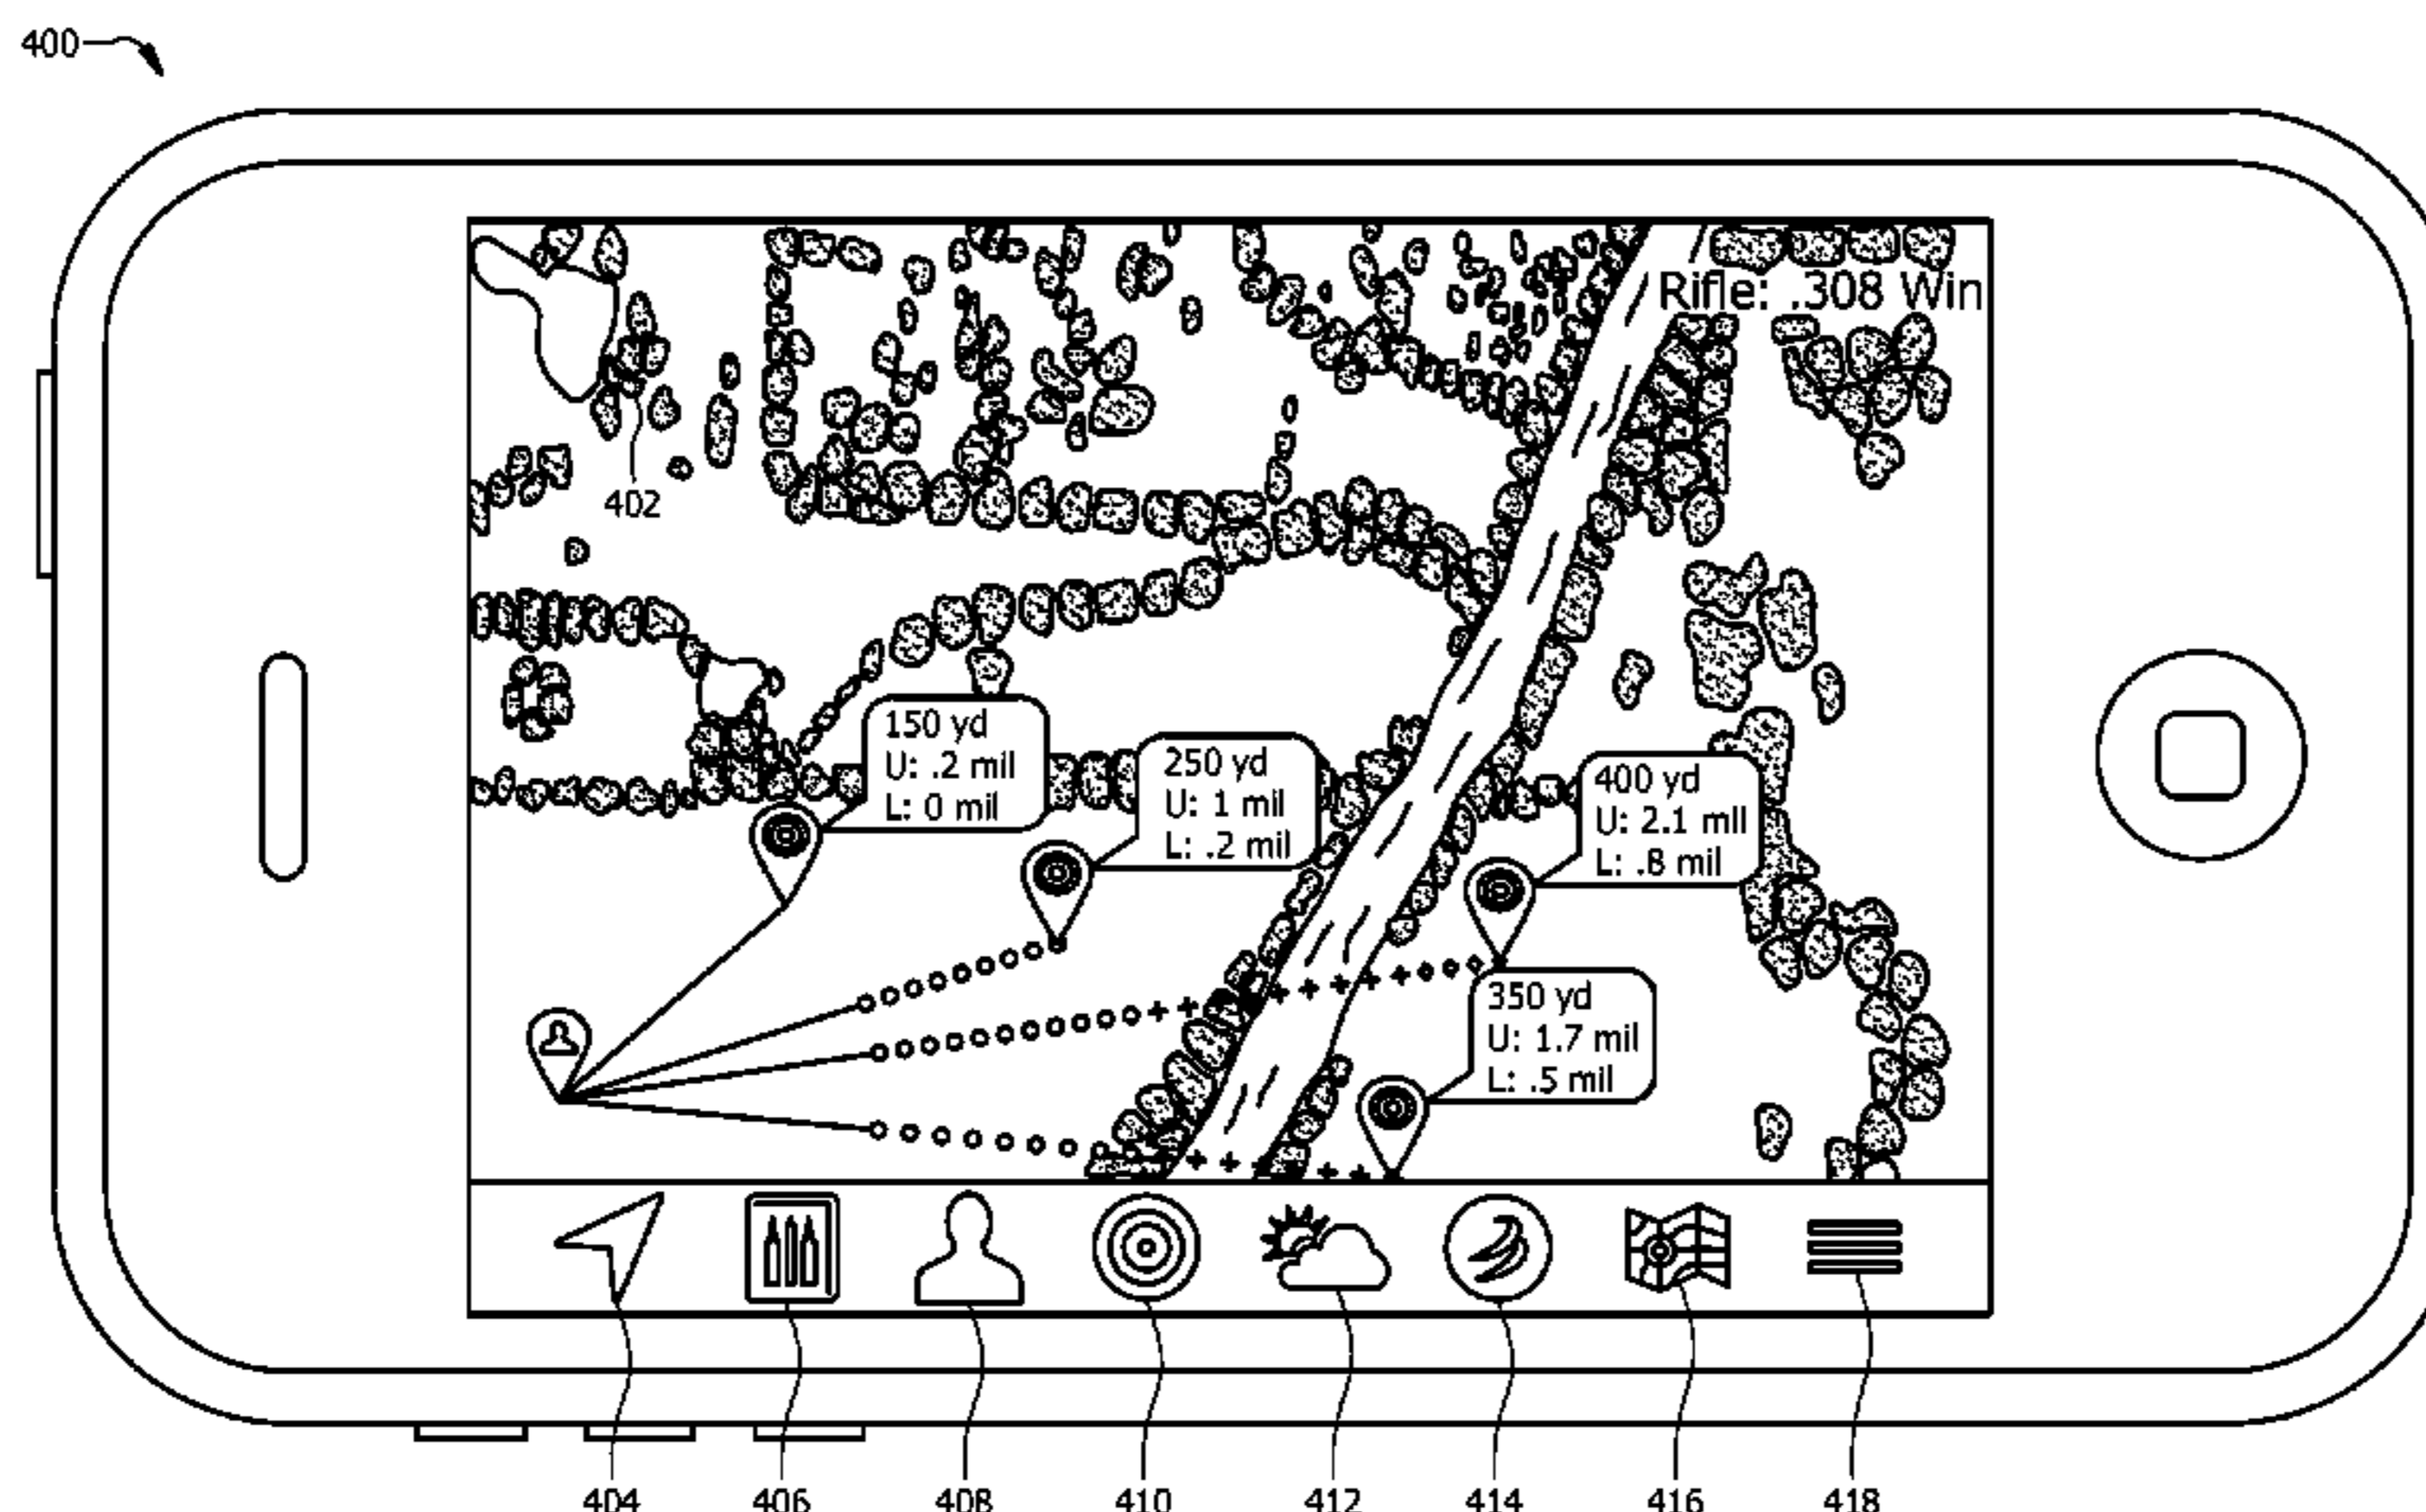 400
Rifle: .308 Win
402
150 yd
U: .2 mil
L: 0 mil
250 yd
U: 1 mil
L: .2 mil
400 yd
U: 2.1 mil
L: .8 mil
350 yd
U: 1.7 mil
L: .5 mil
404 406 408 410 412 414 416 418